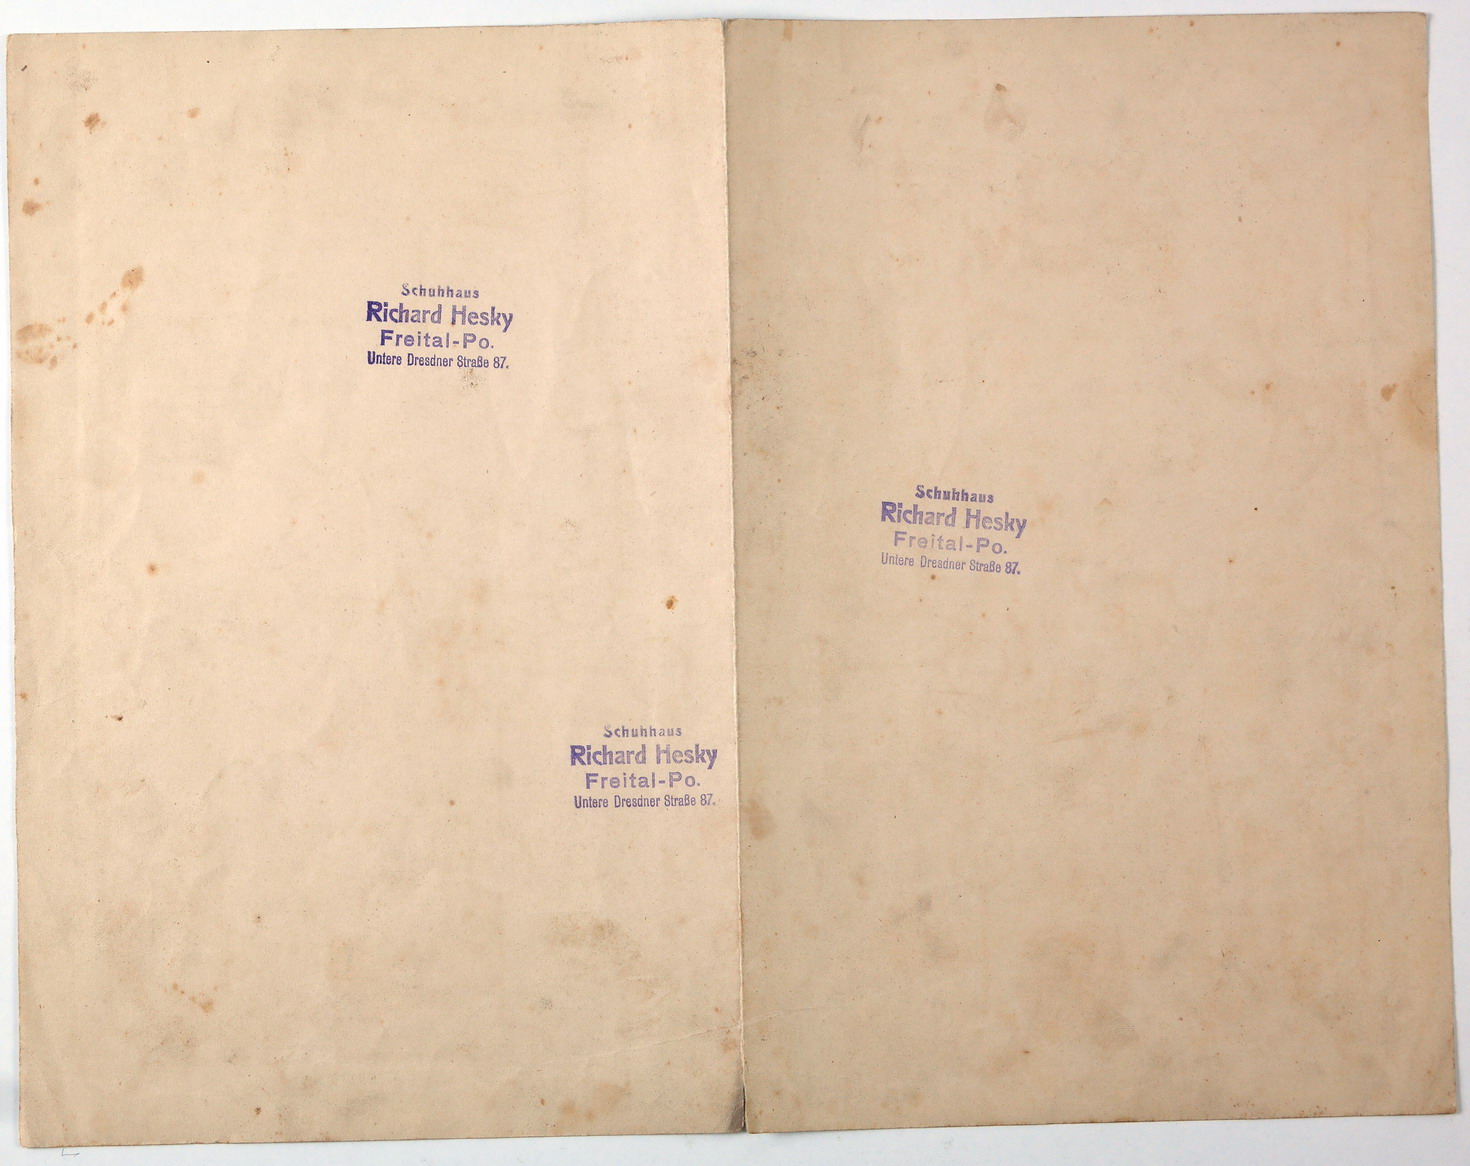 Schuhhaus
Richard Hesky
Freital-Po.
Untere Dresdner Straße 87.
Schuhhaus
Richard Hesky
Freital-Po.
Untere Dresdner Straße 87.
Schuhhaus
Richard Hesky
Freital-Po.
Untere Dresdner Straße 87.